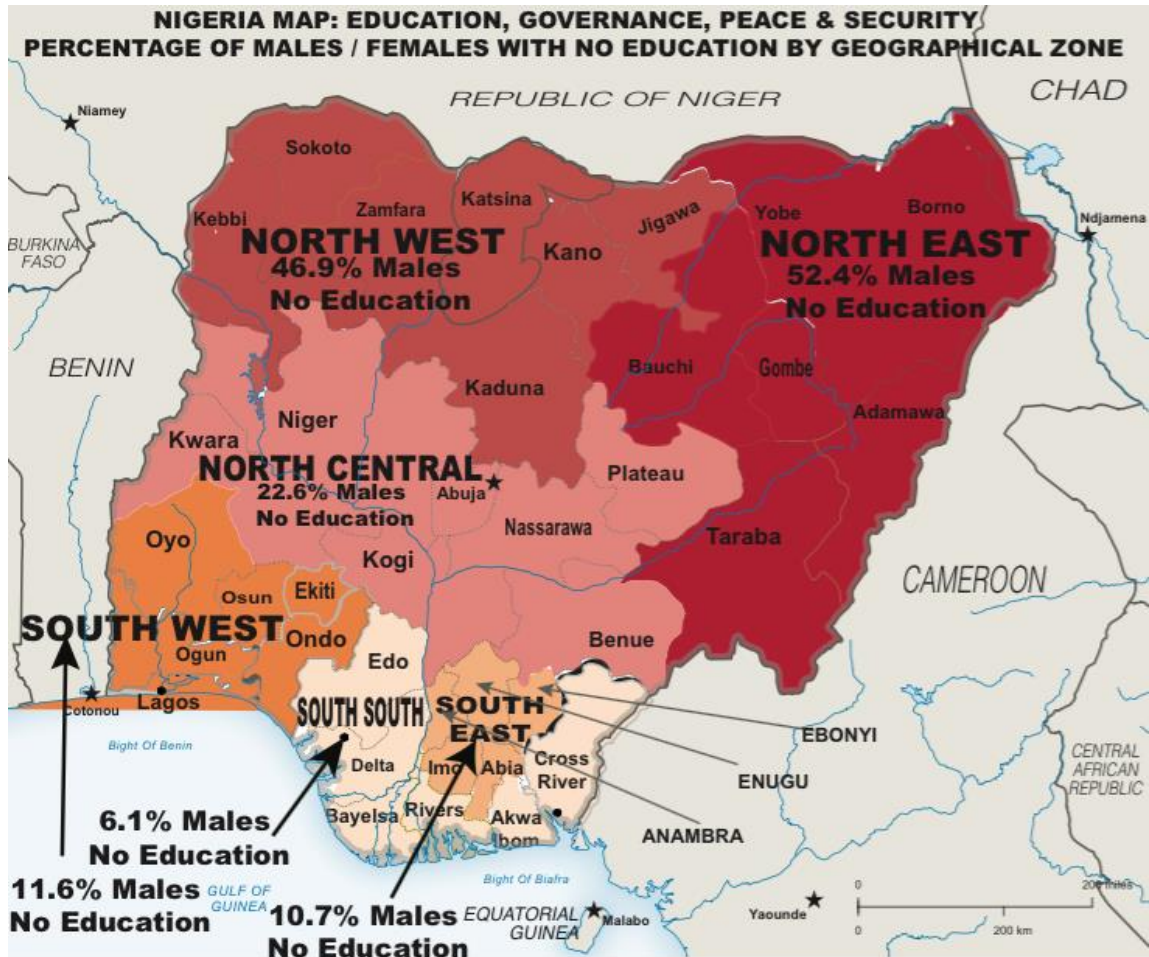 NIGERIA MAP: EDUCATION, GOVERNANCE, PEACE & SECURITY
PERCENTAGE OF MALES / FEMALES WITH NO EDUCATION BY GEOGRAPHICAL ZONE
REPUBLIC OF NIGER
CHAD
Niamey
Sokoto
Katsina
Zamfara
Kebbi
Jigawa
Yobe
Borno
Kano
Ndjamena
BURKINA
FASO
NORTH WEST
46.9% Males
No Education
NORTH EAST
52.4% Males
No Education
BENIN
Bauchi
Gombe
Kaduna
Adamawa
Niger
Kwara
NORTH CENTRAL
22.6% Males
No Education
Abuja
Plateau
Nassarawa
Taraba
Oyo
Kogi
CAMEROON
Osun
Ekiti
SOUTH WEST
Ondo
Ogun
Edo
Benue
Lagos
Cotonou
SOUTH SOUTH
SOUTH
EAST
EBONYI
Bight Of Benin
Delta
Imo
Abia
Cross
River
ENUGU
CENTRAL
AFRICAN
REPUBLIC
Bayelsa
Rivers
Akwa
Ibom
ANAMBRA
6.1% Males
No Education
11.6% Males
No Education
GULF OF
GUINEA
Bight Of Biafra
10.7% Males
No Education
EQUATORIAL
GUINEA
Malabo
Yaounde
0
200 miles
0
200 km